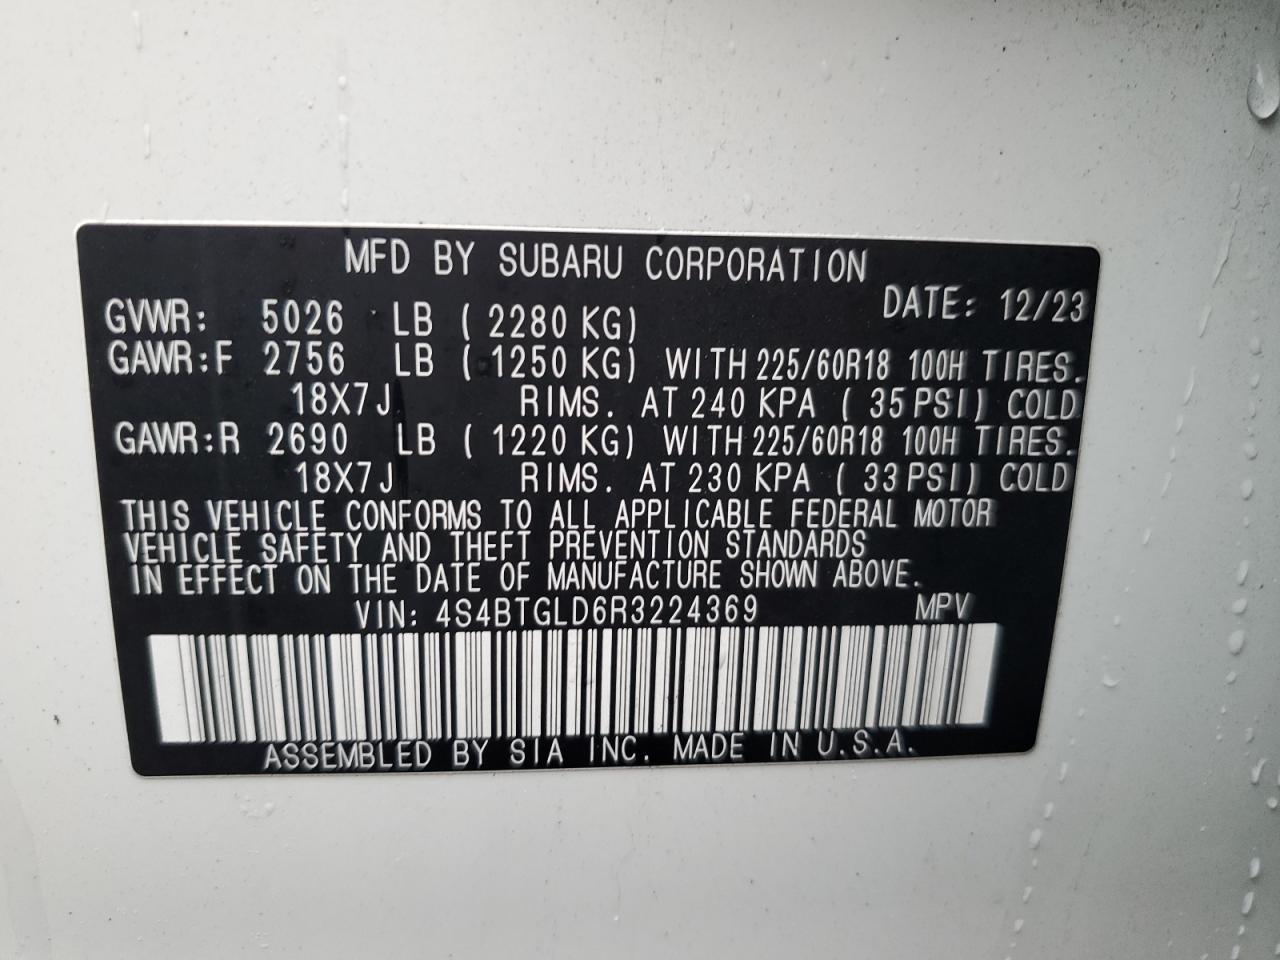 MFD BY SUBARU CORPORATION
DATE: 12/23
GVWR: 5026 LB ( 2280 KG)
GAWR:F 2756 LB ( 1250 KG) WITH 225/60R18 100H TIRES.
18X7J RIMS. AT 240 KPA ( 35 PSI) COLD
GAWR:R 2690 LB ( 1220 KG) WITH 225/60R18 100H TIRES.
18X7J RIMS. AT 230 KPA ( 33 PSI) COLD
THIS VEHICLE CONFORMS TO ALL APPLICABLE FEDERAL MOTOR
VEHICLE SAFETY AND THEFT PREVENTION STANDARDS
IN EFFECT ON THE DATE OF MANUFACTURE SHOWN ABOVE.
VIN: 4S4BTGLD6R3224369 MPV
ASSEMBLED BY SIA INC. MADE IN U.S.A.